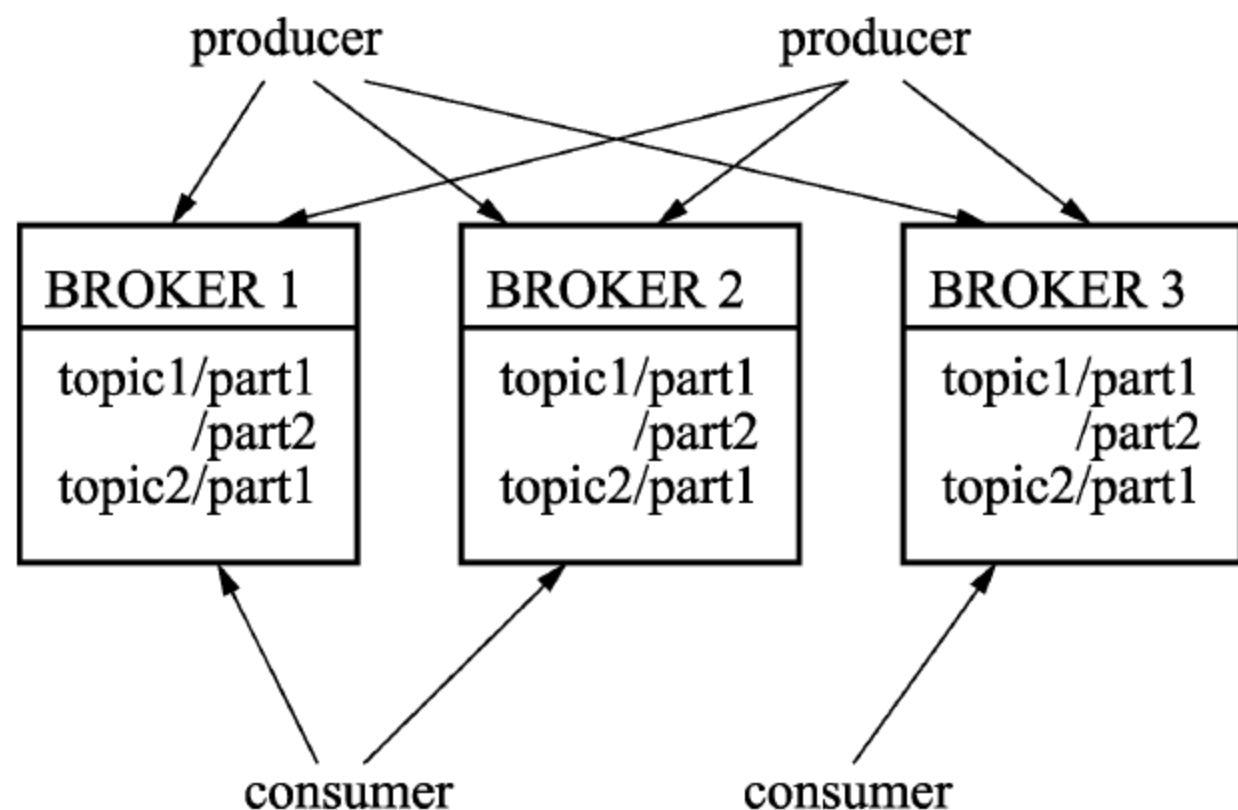 producer producer
BROKER 1 BROKER 2 BROKER 3
topic1/part1 topic1/part1 topic1/part1
/part2 /part2 /part2
topic2/part1 topic2/part1 topic2/part1
consumer consumer